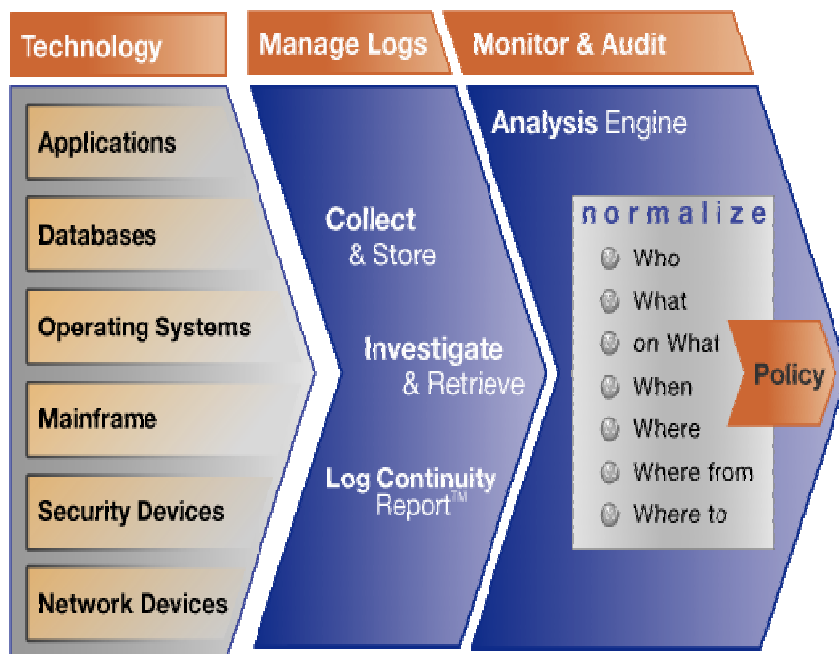 Technology
Manage Logs
Monitor & Audit
Applications
Databases
Operating Systems
Mainframe
Security Devices
Network Devices
Collect
& Store
Investigate
& Retrieve
Log Continuity
Report™
Analysis Engine
normalize
Who
What
on What
When
Where
Where from
Where to
Policy